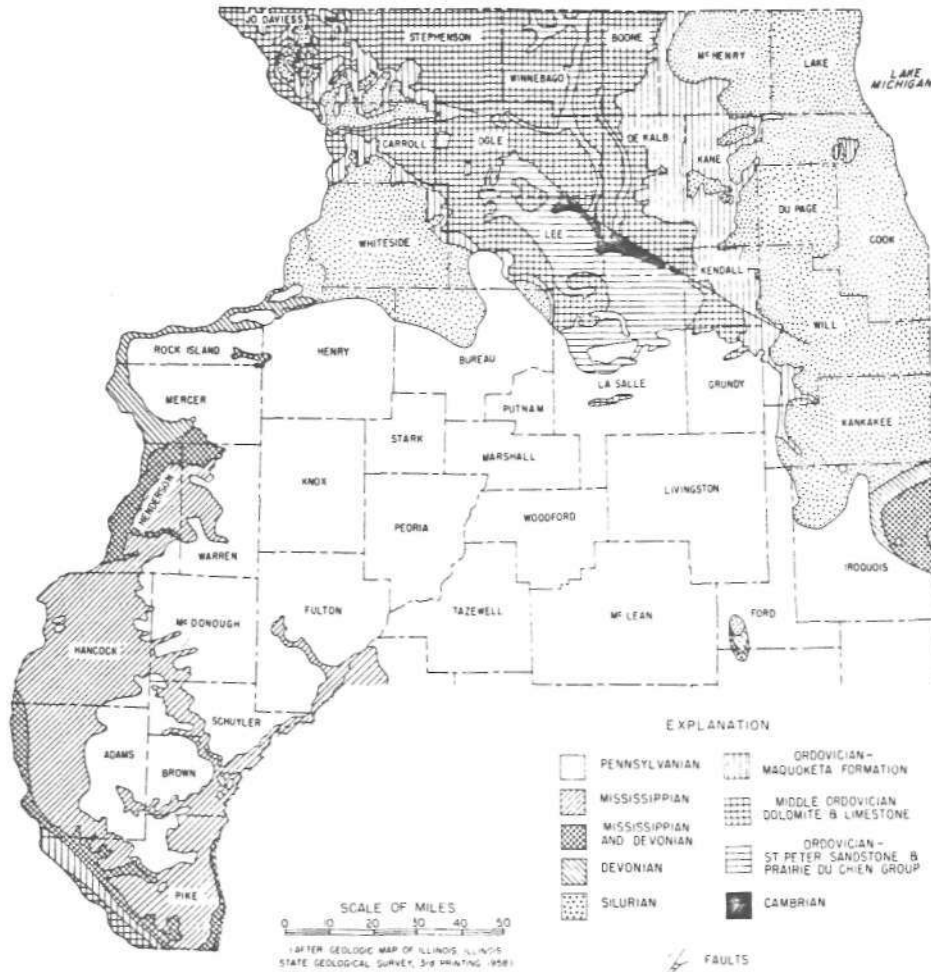 JO DAVIESS
STEPHENSON
BOONE
WINNEBAGO
McHENRY
LAKE
LAKE
MICHIGAN
CARROLL
OGLE
DE KALB
KANE
DU PAGE
COOK
WHITESIDE
LEE
KENDALL
WILL
ROCK ISLAND
HENRY
BUREAU
LA SALLE
GRUNDY
MERCER
PUTNAM
KANKAKEE
STARK
MARSHALL
HENDERSON
KNOX
LIVINGSTON
PEORIA
WOODFORD
WARREN
IROQUOIS
FULTON
TAZEWELL
Mc LEAN
FORD
McDONOUGH
HANCOCK
SCHUYLER
ADAMS
BROWN
PIKE
EXPLANATION
PENNSYLVANIAN
MISSISSIPPIAN
MISSISSIPPIAN
AND DEVONIAN
DEVONIAN
SILURIAN
ORDOVICIAN-
MAQUOKETA FORMATION
MIDDLE ORDOVICIAN
DOLOMITE & LIMESTONE
ORDOVICIAN-
ST PETER SANDSTONE &
PRAIRIE DU CHIEN GROUP
CAMBRIAN
FAULTS
SCALE OF MILES
0 10 20 30 40 50
(AFTER GEOLOGIC MAP OF ILLINOIS, ILLINOIS
STATE GEOLOGICAL SURVEY, 3rd PRINTING 1958)